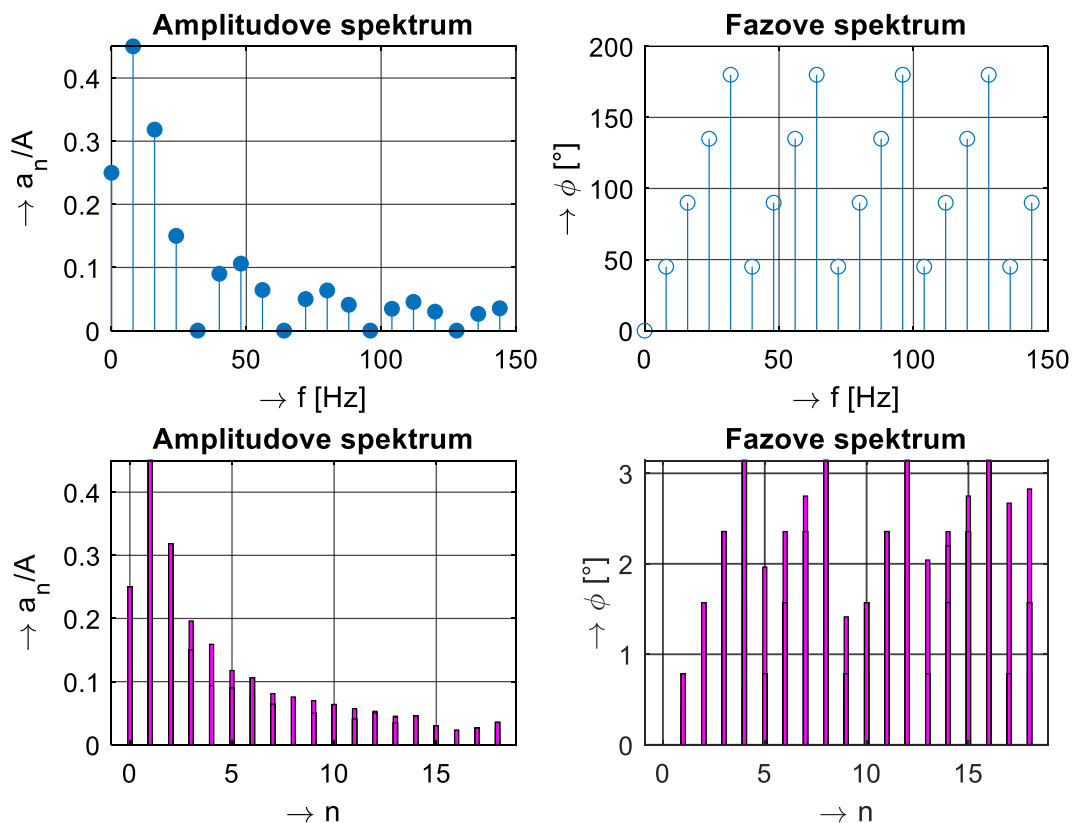 Amplitudove spektrum
→ a_n/A
0.4
0.3
0.2
0.1
0
0 50 100 150
→ f [Hz]
Fazove spektrum
→ ϕ [°]
200
150
100
50
0
0 50 100 150
→ f [Hz]
Amplitudove spektrum
→ a_n/A
0.4
0.3
0.2
0.1
0
0 5 10 15
→ n
Fazove spektrum
→ ϕ [°]
3
2
1
0
0 5 10 15
→ n